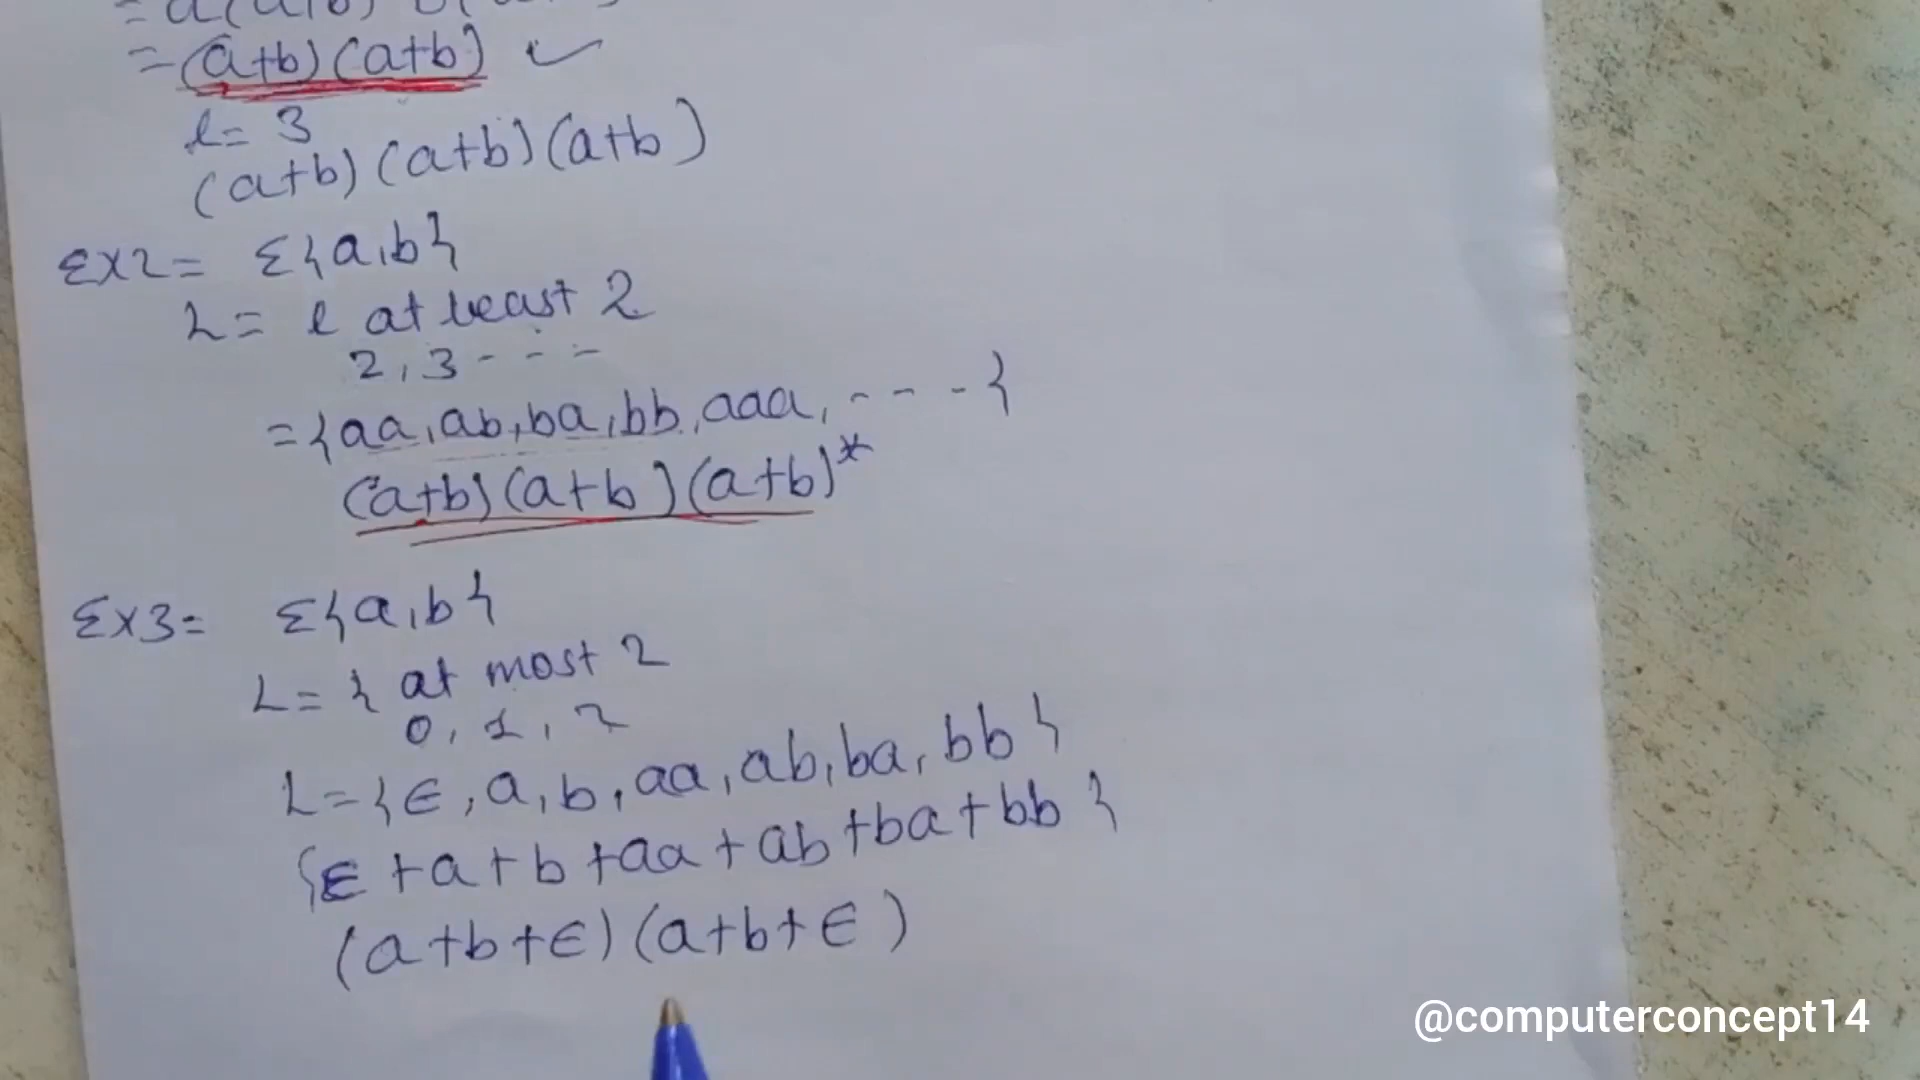 = (a+b)(a+b)
l= 3
(a+b)(a+b)(a+b)
Ex2= Σ{a,b}
L= l at least 2
2,3---
={aa,ab,ba,bb,aaa,----}
(a+b)(a+b)(a+b)*
Ex3= Σ{a,b}
L= { at most 2
0,1,2
L={ϵ,a,b,aa,ab,ba,bb}
{ϵ+a+b+aa+ab+ba+bb}
(a+b+ϵ)(a+b+ϵ)
@computerconcept14